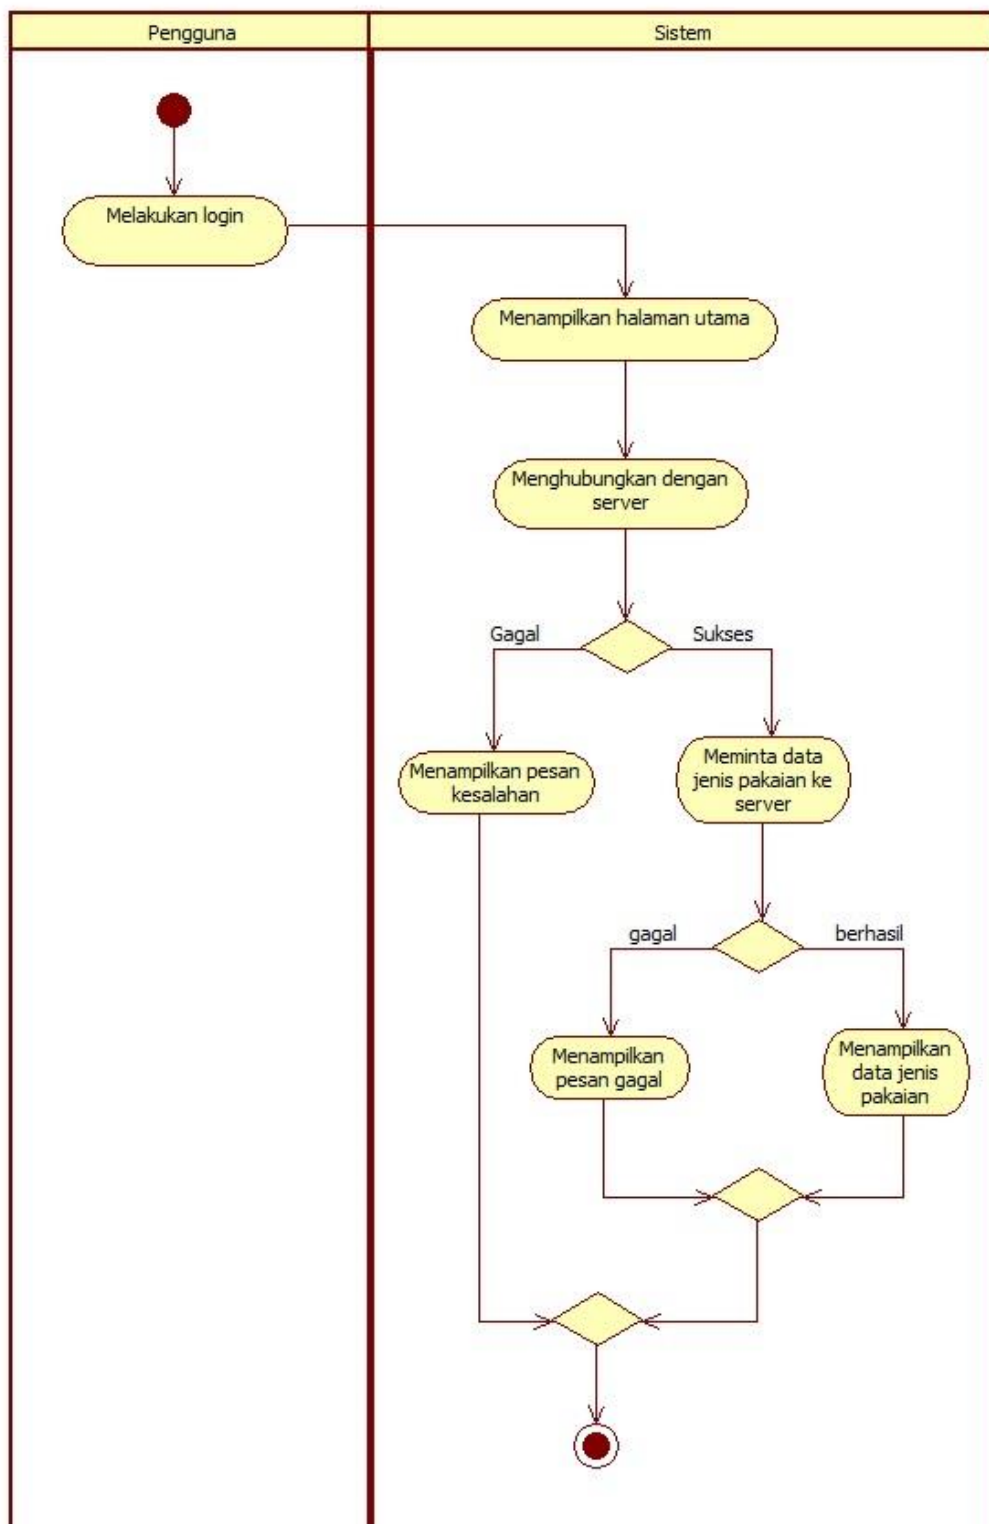 Pengguna
Sistem
Melakukan login
Menampilkan halaman utama
Menghubungkan dengan
server
Gagal
Sukses
Menampilkan pesan
kesalahan
Meminta data
jenis pakaian ke
server
gagal
berhasil
Menampilkan
pesan gagal
Menampilkan
data jenis
pakaian